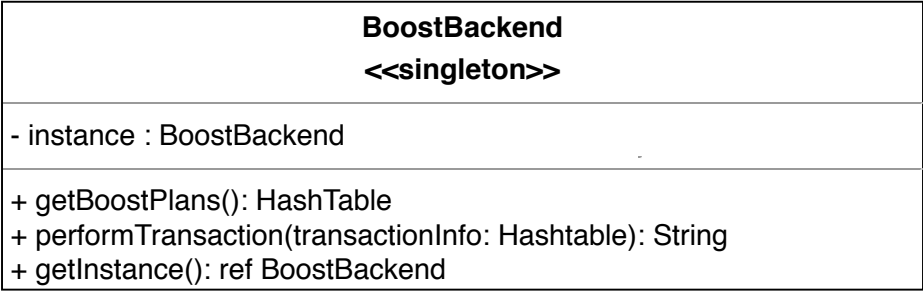 BoostBackend
<<singleton>>
- instance : BoostBackend
+ getBoostPlans(): HashTable
+ performTransaction(transactionInfo: Hashtable): String
+ getInstance(): ref BoostBackend